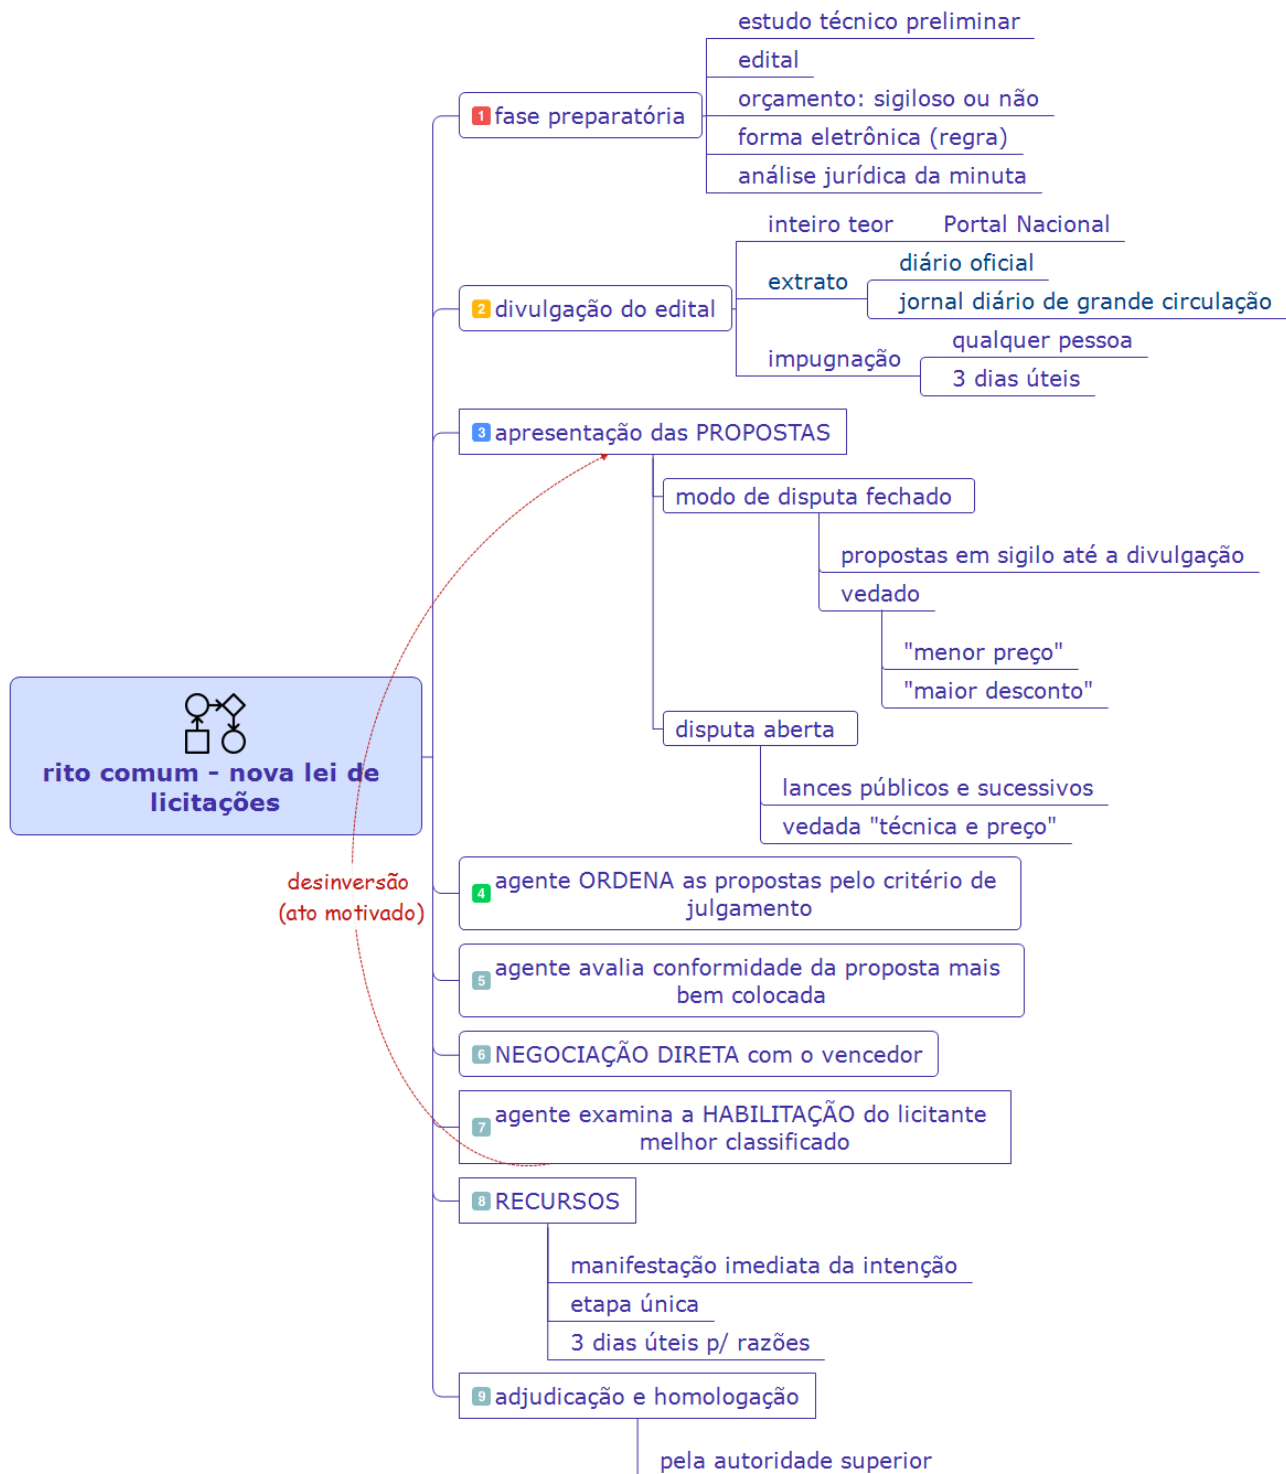 estudo técnico preliminar
edital
orçamento: sigiloso ou não
forma eletrônica (regra)
análise jurídica da minuta
1 fase preparatória
inteiro teor Portal Nacional
diário oficial
extrato
jornal diário de grande circulação
2 divulgação do edital
qualquer pessoa
impugnação
3 dias úteis
3 apresentação das PROPOSTAS
modo de disputa fechado
propostas em sigilo até a divulgação
vedado
"menor preço"
"maior desconto"
disputa aberta
lances públicos e sucessivos
vedada "técnica e preço"
rito comum - nova lei de
licitações
desinversão
(ato motivado)
4 agente ORDENA as propostas pelo critério de
julgamento
5 agente avalia conformidade da proposta mais
bem colocada
6 NEGOCIAÇÃO DIRETA com o vencedor
7 agente examina a HABILITAÇÃO do licitante
melhor classificado
8 RECURSOS
manifestação imediata da intenção
etapa única
3 dias úteis p/ razões
9 adjudicação e homologação
pela autoridade superior